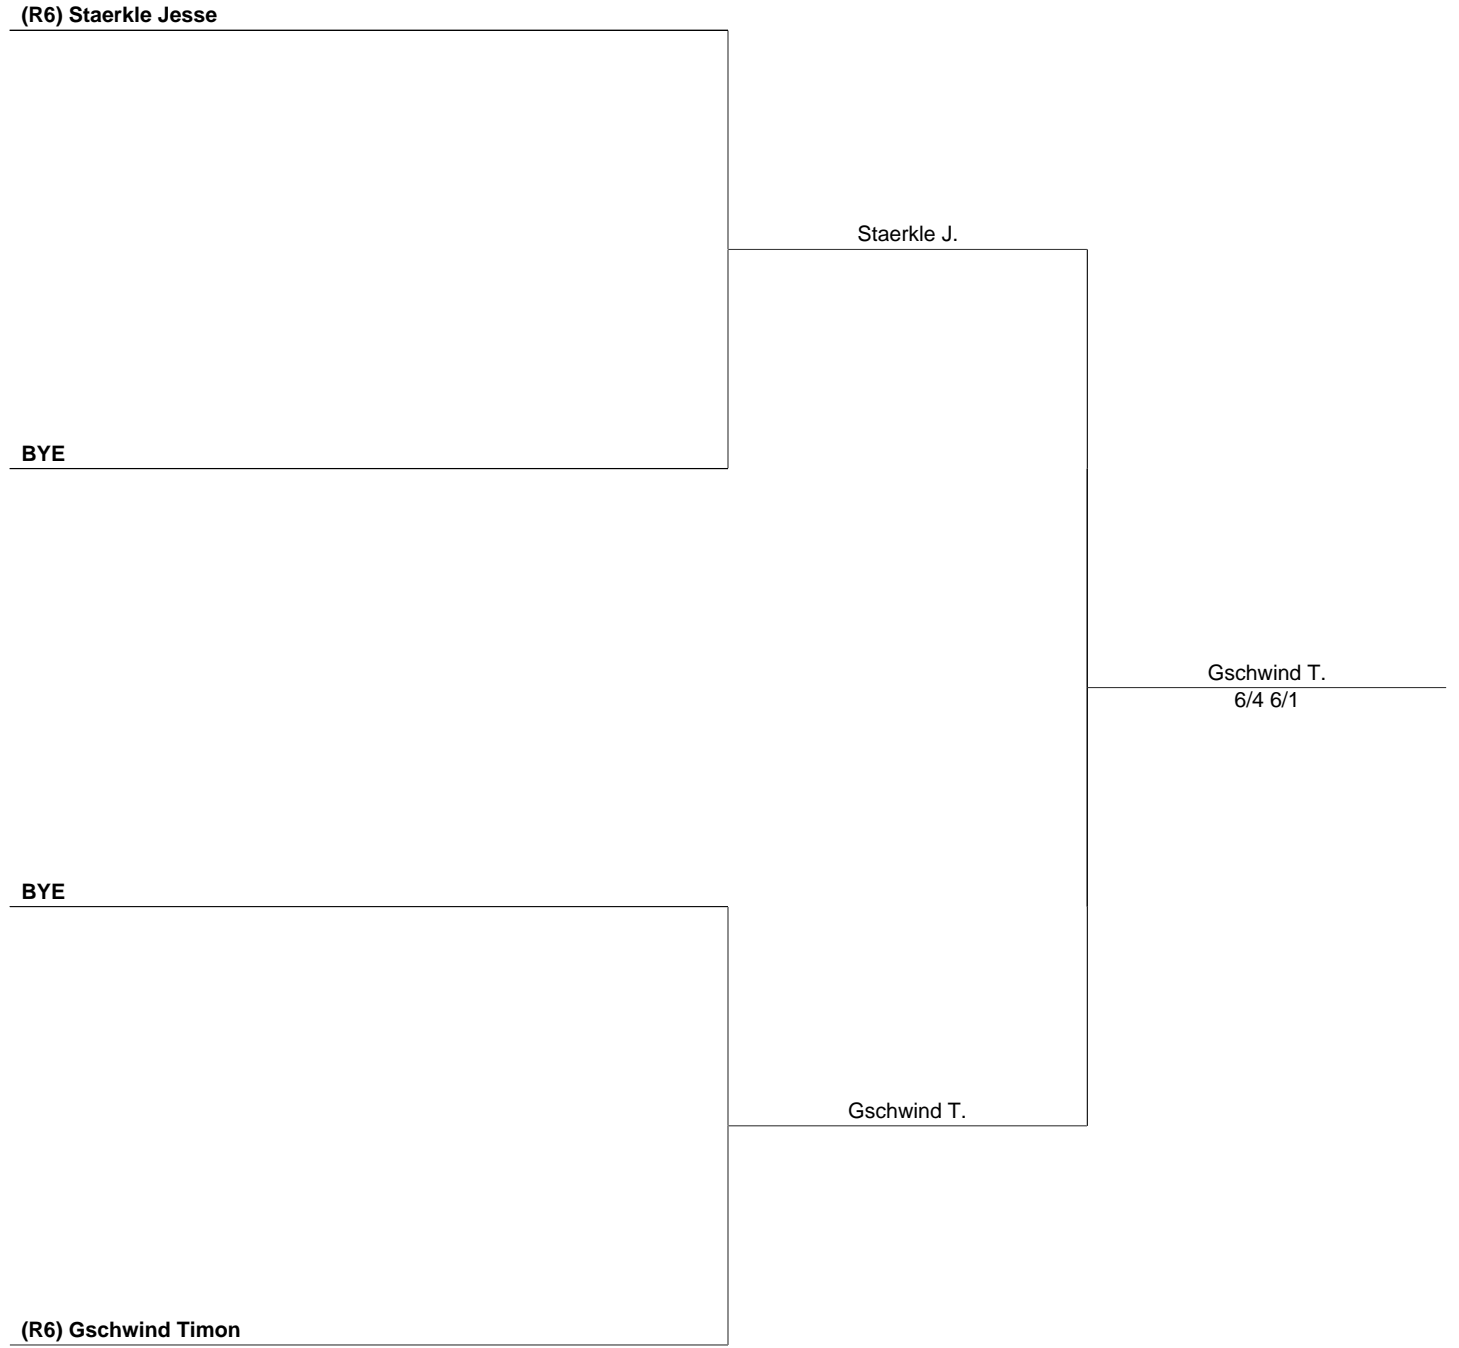 (R6) Staerkle Jesse
Staerkle J.
BYE
Gschwind T.
6/4 6/1
BYE
Gschwind T.
(R6) Gschwind Timon